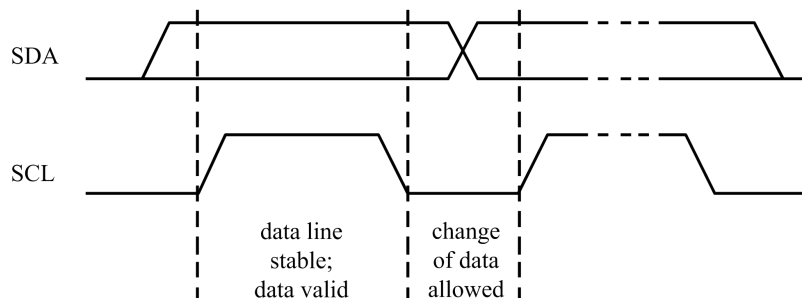 SDA
SCL
data line
stable;
data valid
change
of data
allowed